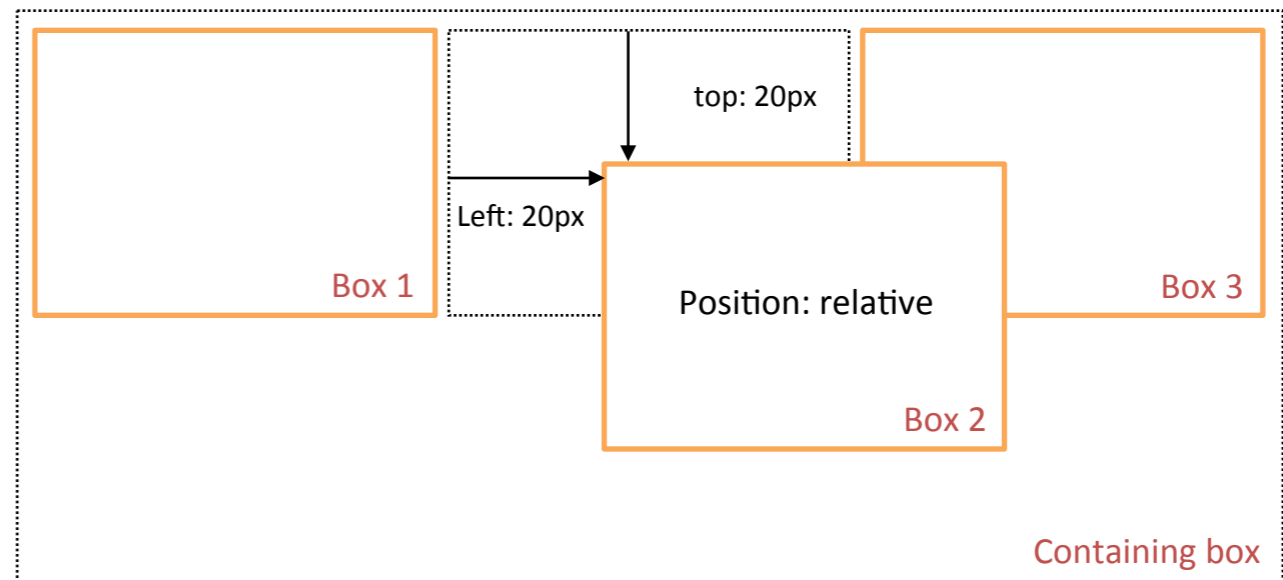 top: 20px
Left: 20px
Box 1
Position: relative
Box 3
Box 2
Containing box